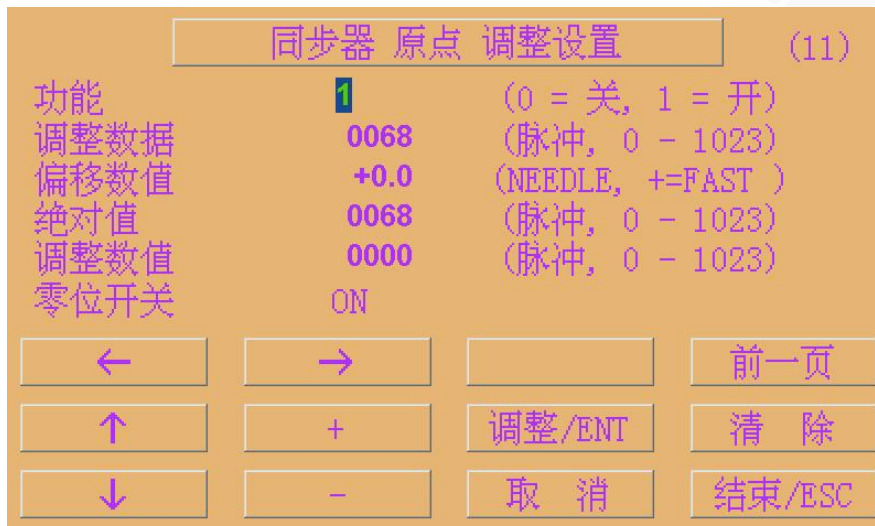 同步器 原点 调整设置 (11)
功能 1 (0 = 关, 1 = 开)
调整数据 0068 (脉冲, 0 - 1023)
偏移数值 +0.0 (NEEDLE, +=FAST )
绝对值 0068 (脉冲, 0 - 1023)
调整数值 0000 (脉冲, 0 - 1023)
零位开关 ON
← → 前一页
↑ + 调整/ENT 清 除
↓ - 取 消 结束/ESC